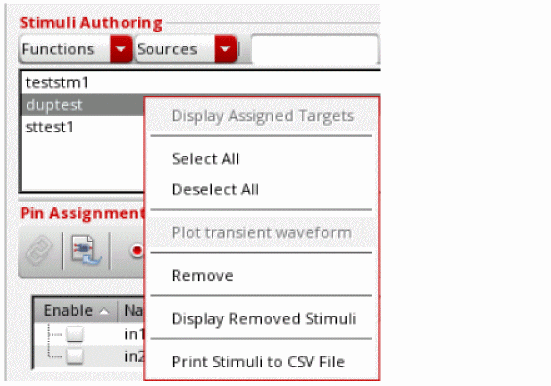 Stimuli Authoring
Functions Sources
teststm1
duptest
sttest1
Display Assigned Targets
Select All
Deselect All
Plot transient waveform
Remove
Display Removed Stimuli
Print Stimuli to CSV File
Pin Assignment
Enable Na
in1
in2